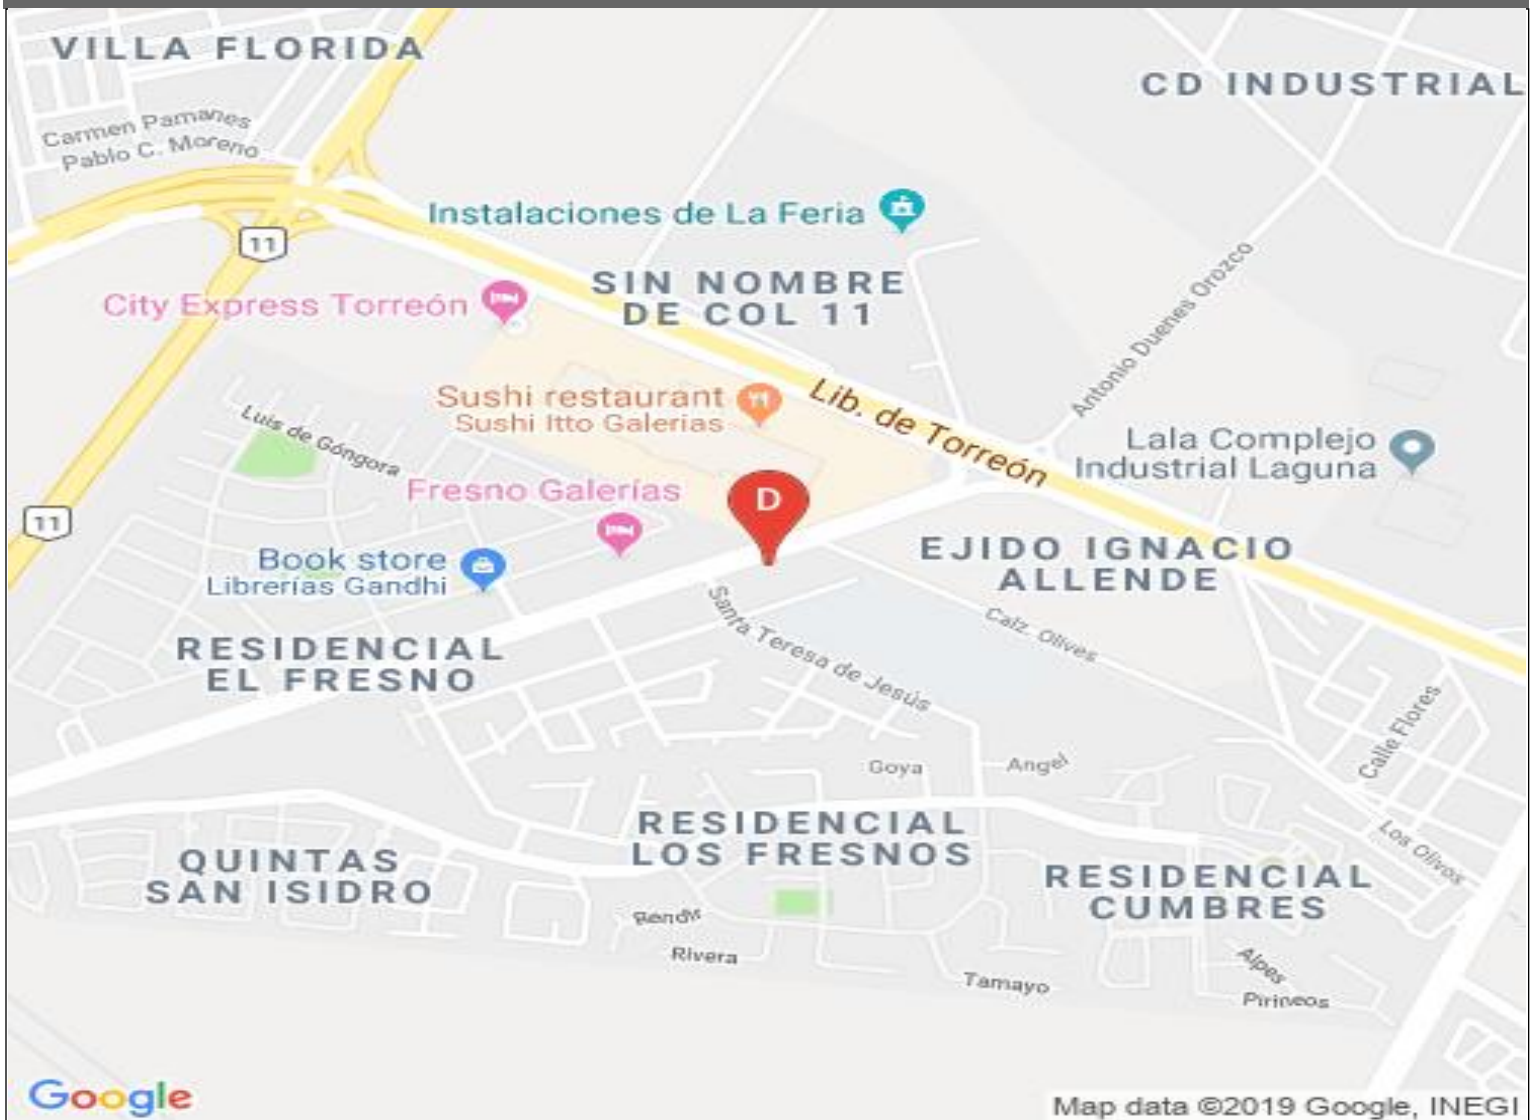 VILLA FLORIDA
CD INDUSTRIAL
Carmen Pamanes
Pablo C. Moreno
Instalaciones de La Feria
11
SIN NOMBRE
DE COL 11
City Express Torreón
Antonio Duenes Orozco
Sushi restaurant
Sushi Itto Galerias
Lib. de Torreón
Luis de Góngora
Lala Complejo
Industrial Laguna
Fresno Galerías
D
11
EJIDO IGNACIO
ALLENDE
Book store
Librerías Gandhi
Santa Teresa de Jesús
Calz. Olives
RESIDENCIAL
EL FRESNO
Calle Flores
Goya
Angel
RESIDENCIAL
LOS FRESNOS
Los Olivos
QUINTAS
SAN ISIDRO
RESIDENCIAL
CUMBRES
Rivera
Alpes
Tamayo
Pirineos
Google
Map data ©2019 Google, INEGI